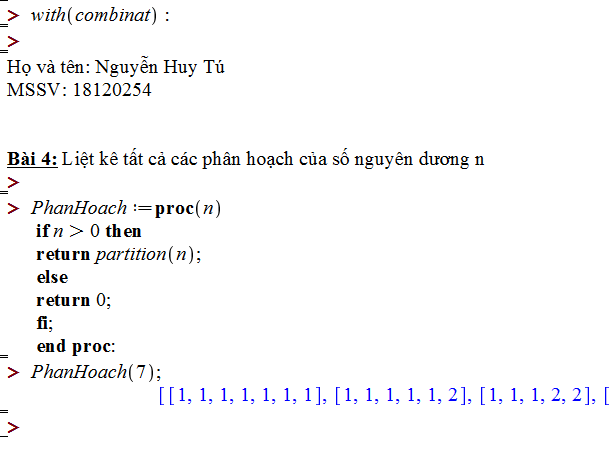 > with(combinat) :
>
Họ và tên: Nguyễn Huy Tú
MSSV: 18120254
Bài 4: Liệt kê tất cả các phân hoạch của số nguyên dương n
>
> PhanHoach := proc(n)
if n > 0 then
return partition(n);
else
return 0;
fi;
end proc:
> PhanHoach(7);
[[1, 1, 1, 1, 1, 1, 1], [1, 1, 1, 1, 1, 2], [1, 1, 1, 2, 2], [
>